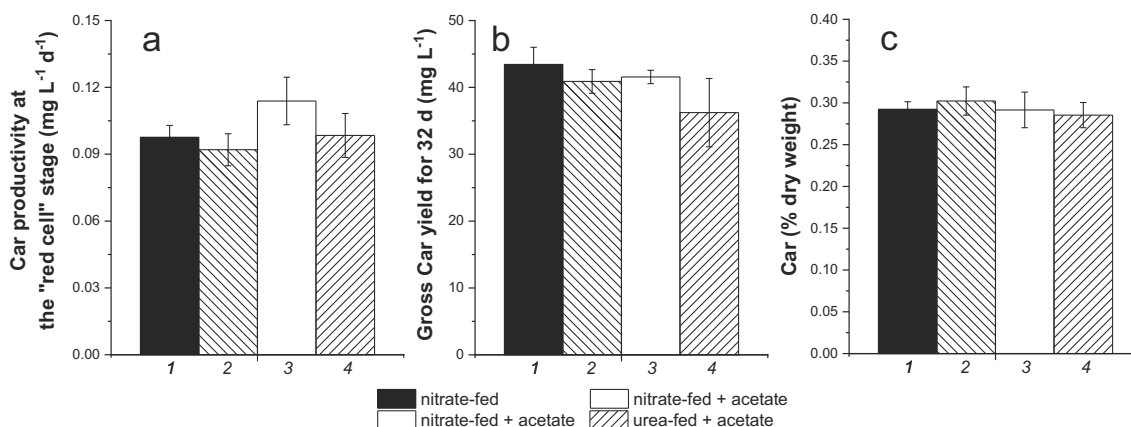 a
Car productivity at
the "red cell" stage (mg L-1 d-1)
0.15
0.12
0.09
0.06
0.03
0.00
1 2 3 4
b
Gross Car yield for 32 d (mg L-1)
50
40
30
20
10
0
1 2 3 4
c
Car (% dry weight)
0.40
0.35
0.30
0.25
0.20
0.15
0.10
0.05
0.00
1 2 3 4
nitrate-fed nitrate-fed + acetate
nitrate-fed + acetate urea-fed + acetate